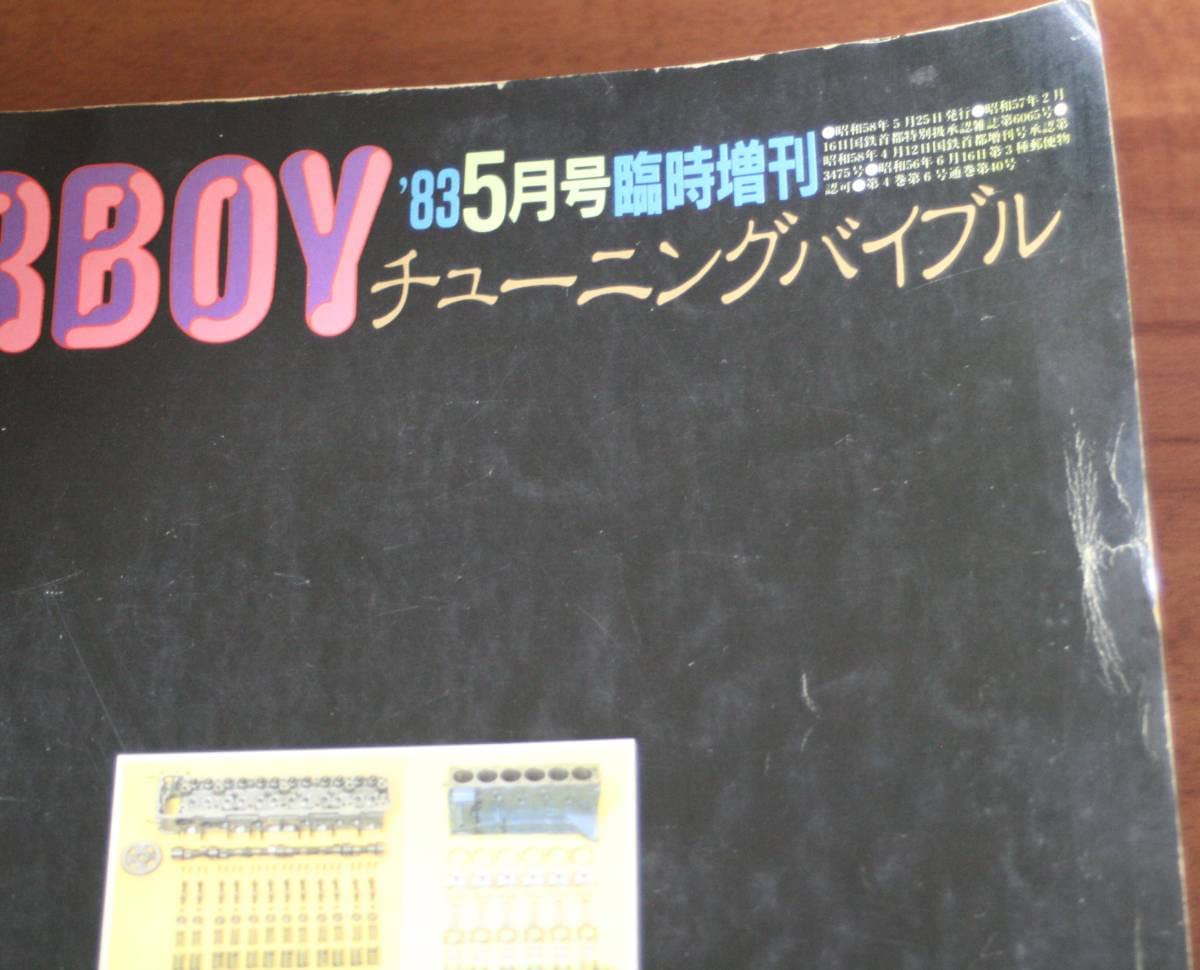 RBOY
'83 5月号臨時増刊
チューニングバイブル
●昭和58年5月25日発行●昭和57年2月
16日国鉄首都特別扱承認雑誌第6065号●
昭和58年4月12日国鉄首都増刊号承認第
3475号●昭和56年6月16日第3種郵便物
認可●第4巻第6号通巻第40号